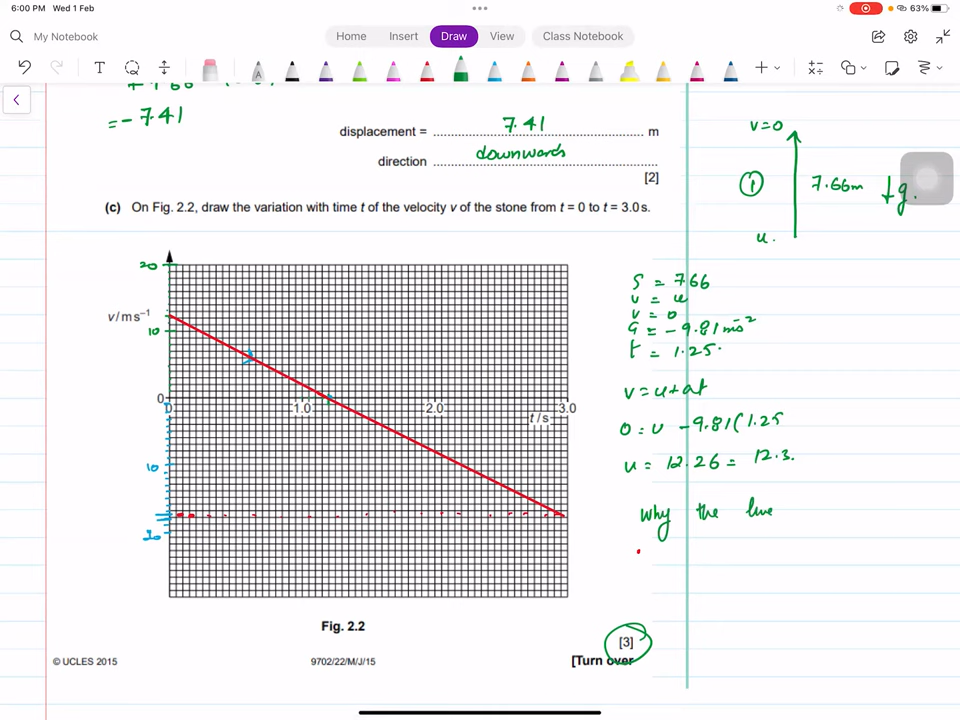 6:00 PM Wed 1 Feb
63%
My Notebook
Home Insert Draw View Class Notebook
= - 7.41
displacement = 7.41 m
direction downwards
[2]
(c) On Fig. 2.2, draw the variation with time t of the velocity v of the stone from t = 0 to t = 3.0 s.
v=0
① 7.66m ↓g.
u.
20
v/ms⁻¹
10
0
0 1.0 2.0 3.0
t/s
10
20
S = 7.66
u = u
v = 0
a = -9.81 ms⁻²
t = 1.25.
v = u + at
0 = u - 9.81(1.25
u = 12.26 = 12.3.
why the line
Fig. 2.2
[3]
© UCLES 2015 9702/22/M/J/15 [Turn over